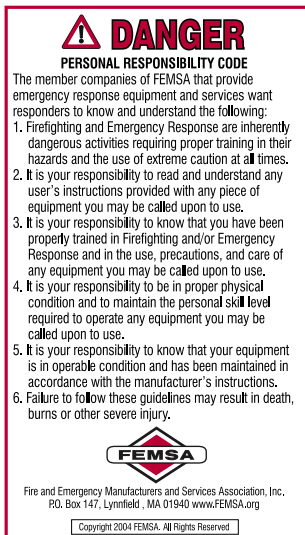 DANGER
PERSONAL RESPONSIBILITY CODE
The member companies of FEMSA that provide
emergency response equipment and services want
responders to know and understand the following:
1. Firefighting and Emergency Response are inherently
dangerous activities requiring proper training in their
hazards and the use of extreme caution at all times.
2. It is your responsibility to read and understand any
user's instructions provided with any piece of
equipment you may be called upon to use.
3. It is your responsibility to know that you have been
properly trained in Firefighting and/or Emergency
Response and in the use, precautions, and care of
any equipment you may be called upon to use.
4. It is your responsibility to be in proper physical
condition and to maintain the personal skill level
required to operate any equipment you may be
called upon to use.
5. It is your responsibility to know that your equipment
is in operable condition and has been maintained in
accordance with the manufacturer's instructions.
6. Failure to follow these guidelines may result in death,
burns or other severe injury.
FEMSA
Fire and Emergency Manufacturers and Services Association, Inc.
P.O. Box 147, Lynnfield , MA 01940 www.FEMSA.org
Copyright 2004 FEMSA. All Rights Reserved